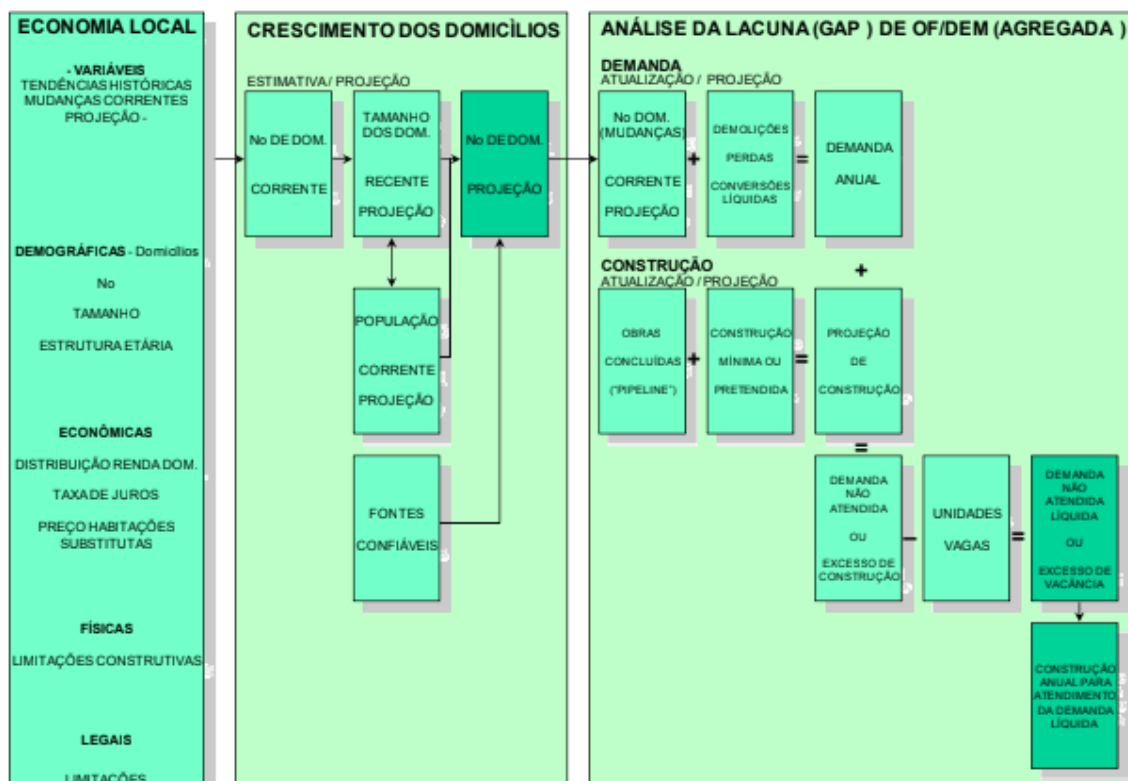 ECONOMIA LOCAL
- VARIÁVEIS
TENDÊNCIAS HISTÓRICAS
MUDANÇAS CORRENTES
PROJEÇÃO -
DEMOGRÁFICAS - Domicílios
No
TAMANHO
ESTRUTURA ETÁRIA
ECONÔMICAS
DISTRIBUIÇÃO RENDA DOM.
TAXA DE JUROS
PREÇO HABITAÇÕES
SUBSTITUTAS
FÍSICAS
LIMITAÇÕES CONSTRUTIVAS
LEGAIS
LIMITAÇÕES
CRESCIMENTO DOS DOMICÌLIOS
ESTIMATIVA / PROJEÇÃO
No DE DOM.
CORRENTE
TAMANHO
DOS DOM.
RECENTE
PROJEÇÃO
No DE DOM.
PROJEÇÃO
POPULAÇÃO
CORRENTE
PROJEÇÃO
FONTES
CONFIÁVEIS
ANÁLISE DA LACUNA (GAP ) DE OF/DEM (AGREGADA )
DEMANDA
ATUALIZAÇÃO / PROJEÇÃO
No DOM.
(MUDANÇAS)
CORRENTE
PROJEÇÃO
+
DEMOLIÇÕES
PERDAS
CONVERSÕES
LÍQUIDAS
=
DEMANDA
ANUAL
+
CONSTRUÇÃO
ATUALIZAÇÃO / PROJEÇÃO
OBRAS
CONCLUÍDAS
("PIPELINE")
+
CONSTRUÇÃO
MÍNIMA OU
PRETENDIDA
=
PROJEÇÃO
DE
CONSTRUÇÃO
=
DEMANDA
NÃO
ATENDIDA
OU
EXCESSO DE
CONSTRUÇÃO
–
UNIDADES
VAGAS
=
DEMANDA
NÃO
ATENDIDA
LÍQUIDA
OU
EXCESSO DE
VACÂNCIA
CONSTRUÇÃO
ANUAL PARA
ATENDIMENTO
DA DEMANDA
LÍQUIDA